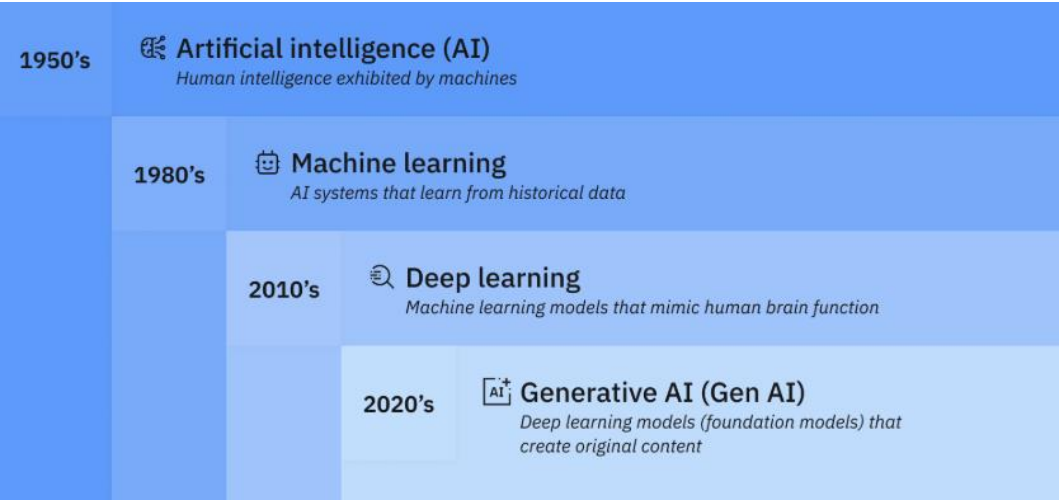 1950's
Artificial intelligence (AI)
Human intelligence exhibited by machines
1980's
Machine learning
AI systems that learn from historical data
2010's
Deep learning
Machine learning models that mimic human brain function
2020's
AI
Generative AI (Gen AI)
Deep learning models (foundation models) that
create original content